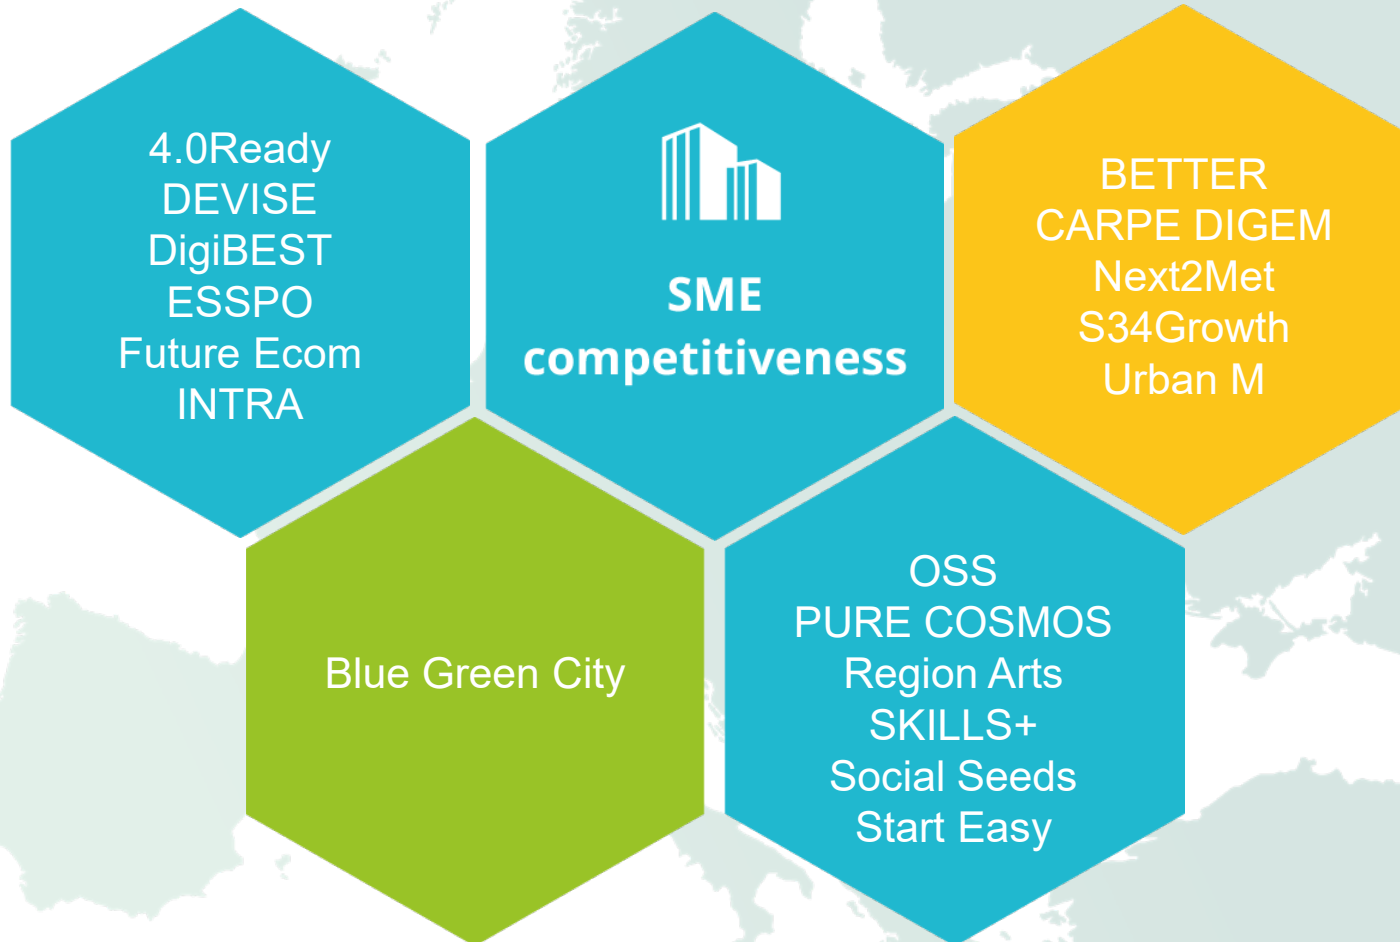 4.0Ready
DEVISE
DigiBEST
ESSPO
Future Ecom
INTRA
SME
competitiveness
BETTER
CARPE DIGEM
Next2Met
S34Growth
Urban M
Blue Green City
OSS
PURE COSMOS
Region Arts
SKILLS+
Social Seeds
Start Easy